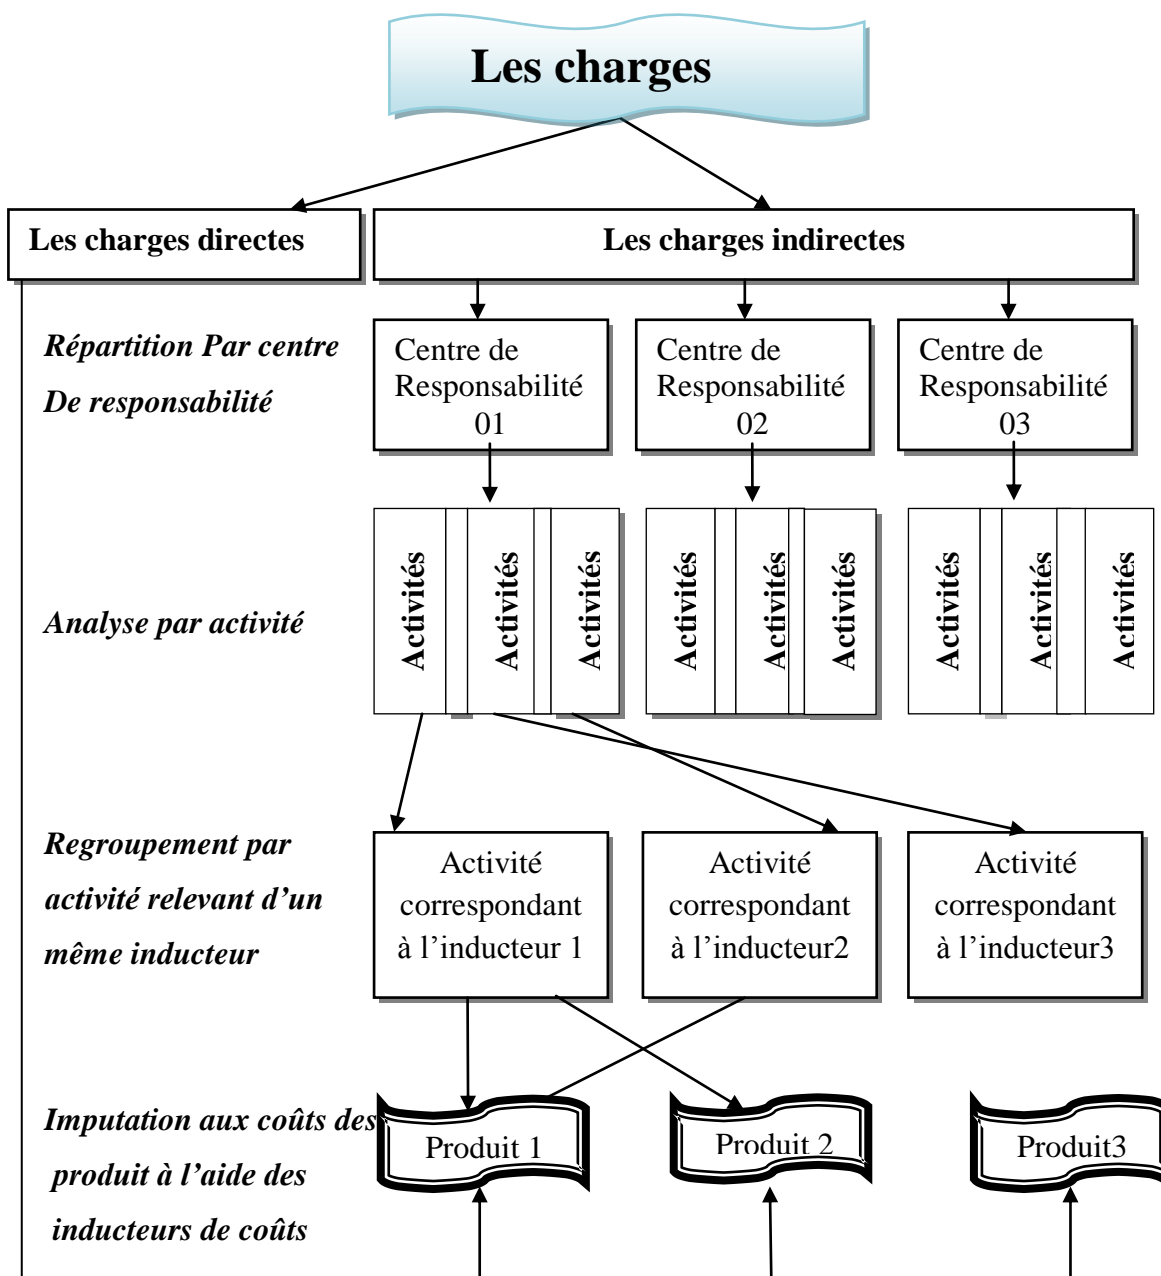 Les charges
Les charges directes
Les charges indirectes
Répartition Par centre
De responsabilité
Centre de
Responsabilité
01
Centre de
Responsabilité
02
Centre de
Responsabilité
03
Analyse par activité
Activités
Activités
Activités
Activités
Activités
Activités
Activités
Activités
Activités
Regroupement par
activité relevant d’un
même inducteur
Activité
correspondant
à l’inducteur 1
Activité
correspondant
à l’inducteur2
Activité
correspondant
à l’inducteur3
Imputation aux coûts des
produit à l’aide des
inducteurs de coûts
Produit 1
Produit 2
Produit3